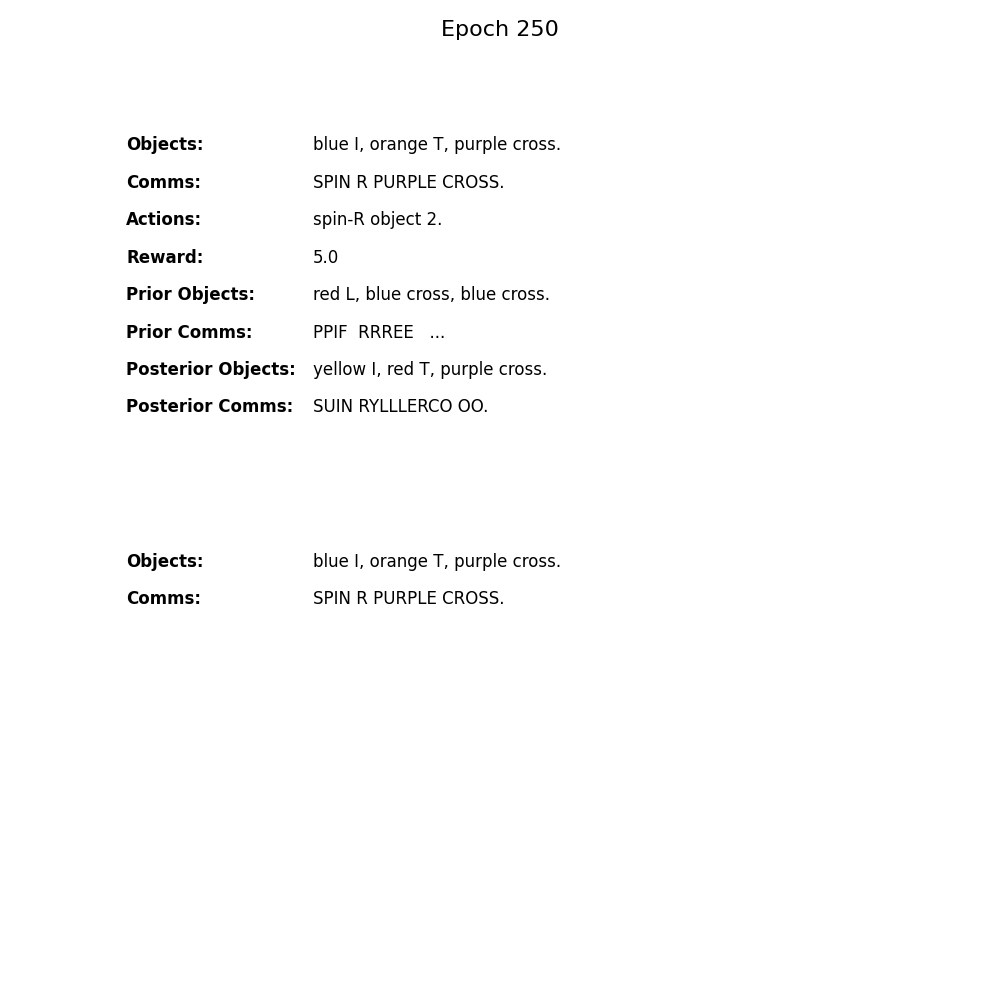 Epoch 250
Objects: blue I, orange T, purple cross.
Comms: SPIN R PURPLE CROSS.
Actions: spin-R object 2.
Reward: 5.0
Prior Objects: red L, blue cross, blue cross.
Prior Comms: PPIF  RRREE   ...
Posterior Objects: yellow I, red T, purple cross.
Posterior Comms: SUIN RYLLLERCO OO.
Objects: blue I, orange T, purple cross.
Comms: SPIN R PURPLE CROSS.